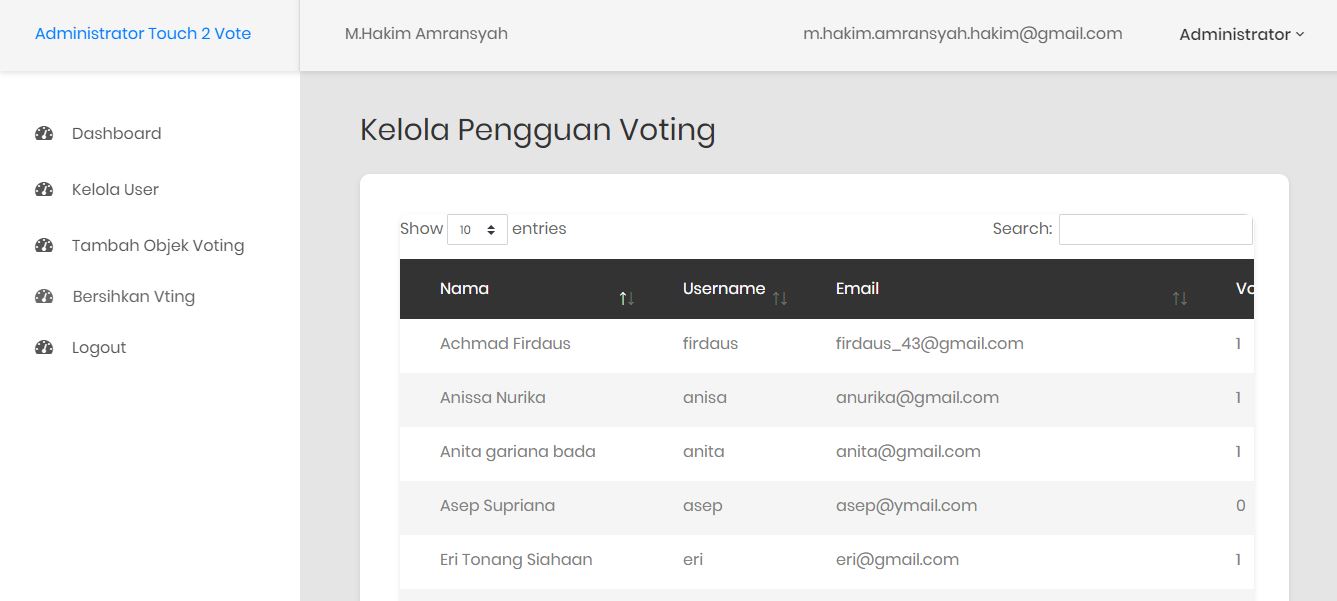 Administrator Touch 2 Vote
M.Hakim Amransyah
m.hakim.amransyah.hakim@gmail.com
Administrator
Dashboard
Kelola User
Tambah Objek Voting
Bersihkan Vting
Logout
Kelola Pengguan Voting
Show 10 entries
Search:
Nama Username Email
Achmad Firdaus firdaus firdaus_43@gmail.com 1
Anissa Nurika anisa anurika@gmail.com 1
Anita gariana bada anita anita@gmail.com 1
Asep Supriana asep asep@ymail.com 0
Eri Tonang Siahaan eri eri@gmail.com 1